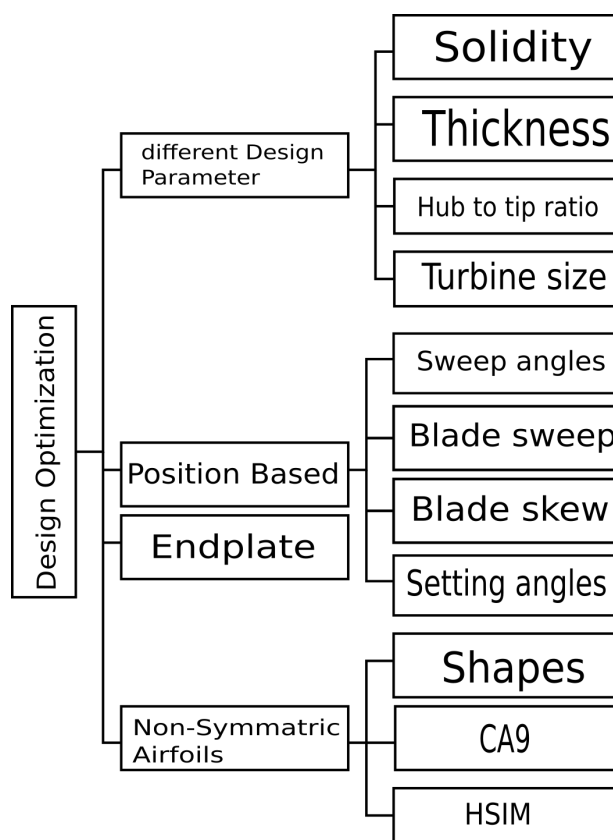 Design Optimization
different Design
Parameter
Solidity
Thickness
Hub to tip ratio
Turbine size
Position Based
Sweep angles
Blade sweep
Blade skew
Setting angles
Endplate
Non-Symmatric
Airfoils
Shapes
CA9
HSIM